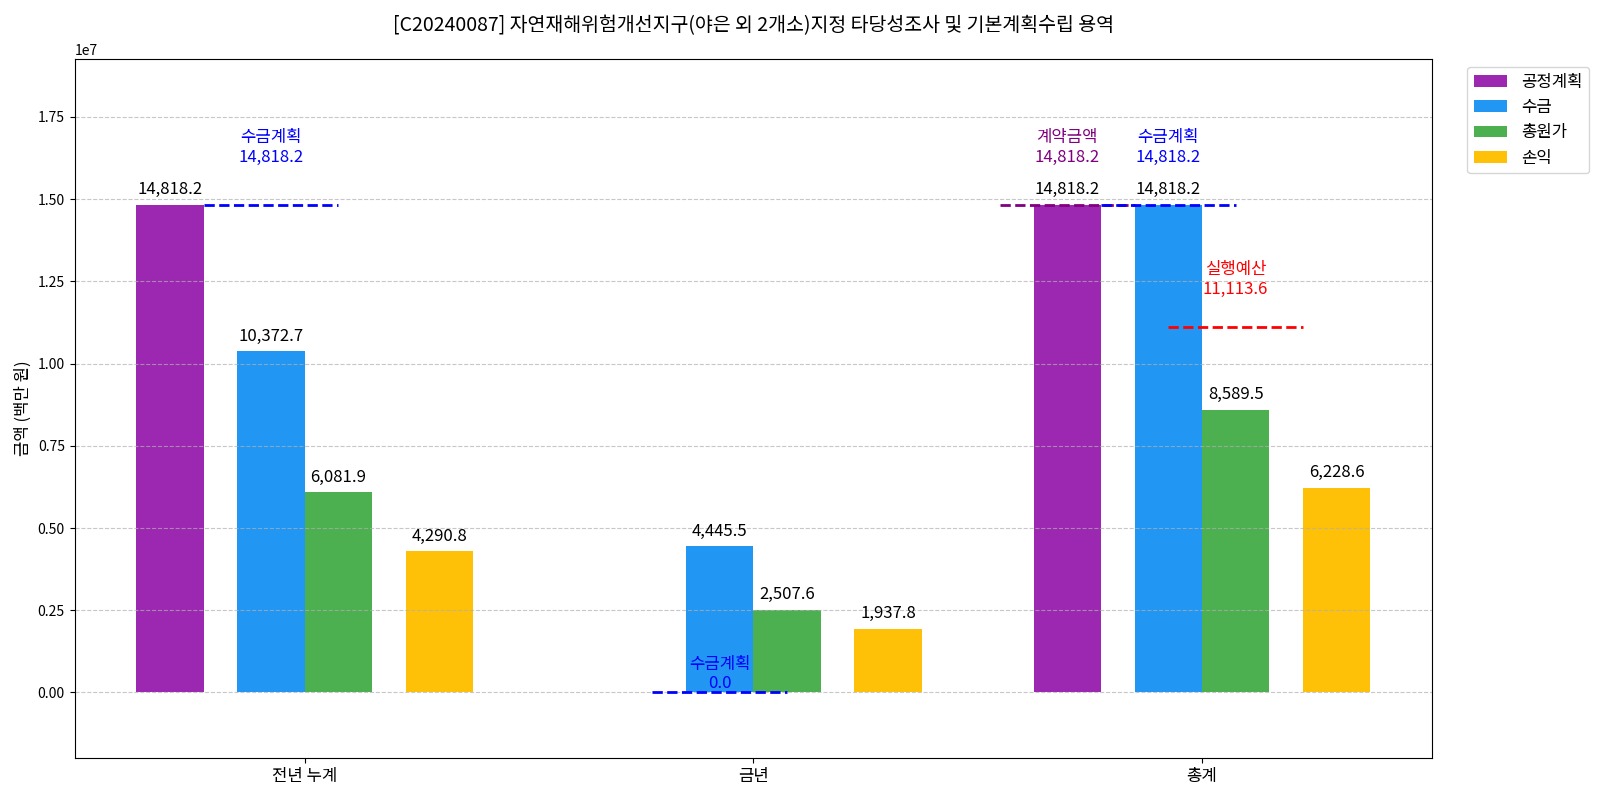 [C20240087] 자연재해위험개선지구(야은 외 2개소)지정 타당성조사 및 기본계획수립 용역
1e7
공정계획
수금
총원가
손익
금액 (백만 원)
1.75
1.50
1.25
1.00
0.75
0.50
0.25
0.00
수금계획
14,818.2
14,818.2
10,372.7
6,081.9
4,290.8
4,445.5
2,507.6
1,937.8
수금계획
0.0
계약금액
14,818.2
수금계획
14,818.2
14,818.2
14,818.2
실행예산
11,113.6
8,589.5
6,228.6
전년 누계
금년
총계